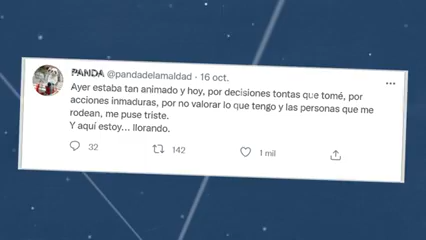 PANDA @pandadelamaldad · 16 oct.
Ayer estaba tan animado y hoy, por decisiones tontas que tomé, por
acciones inmaduras, por no valorar lo que tengo y las personas que me
rodean, me puse triste.
Y aquí estoy... llorando.
32 142 1 mil